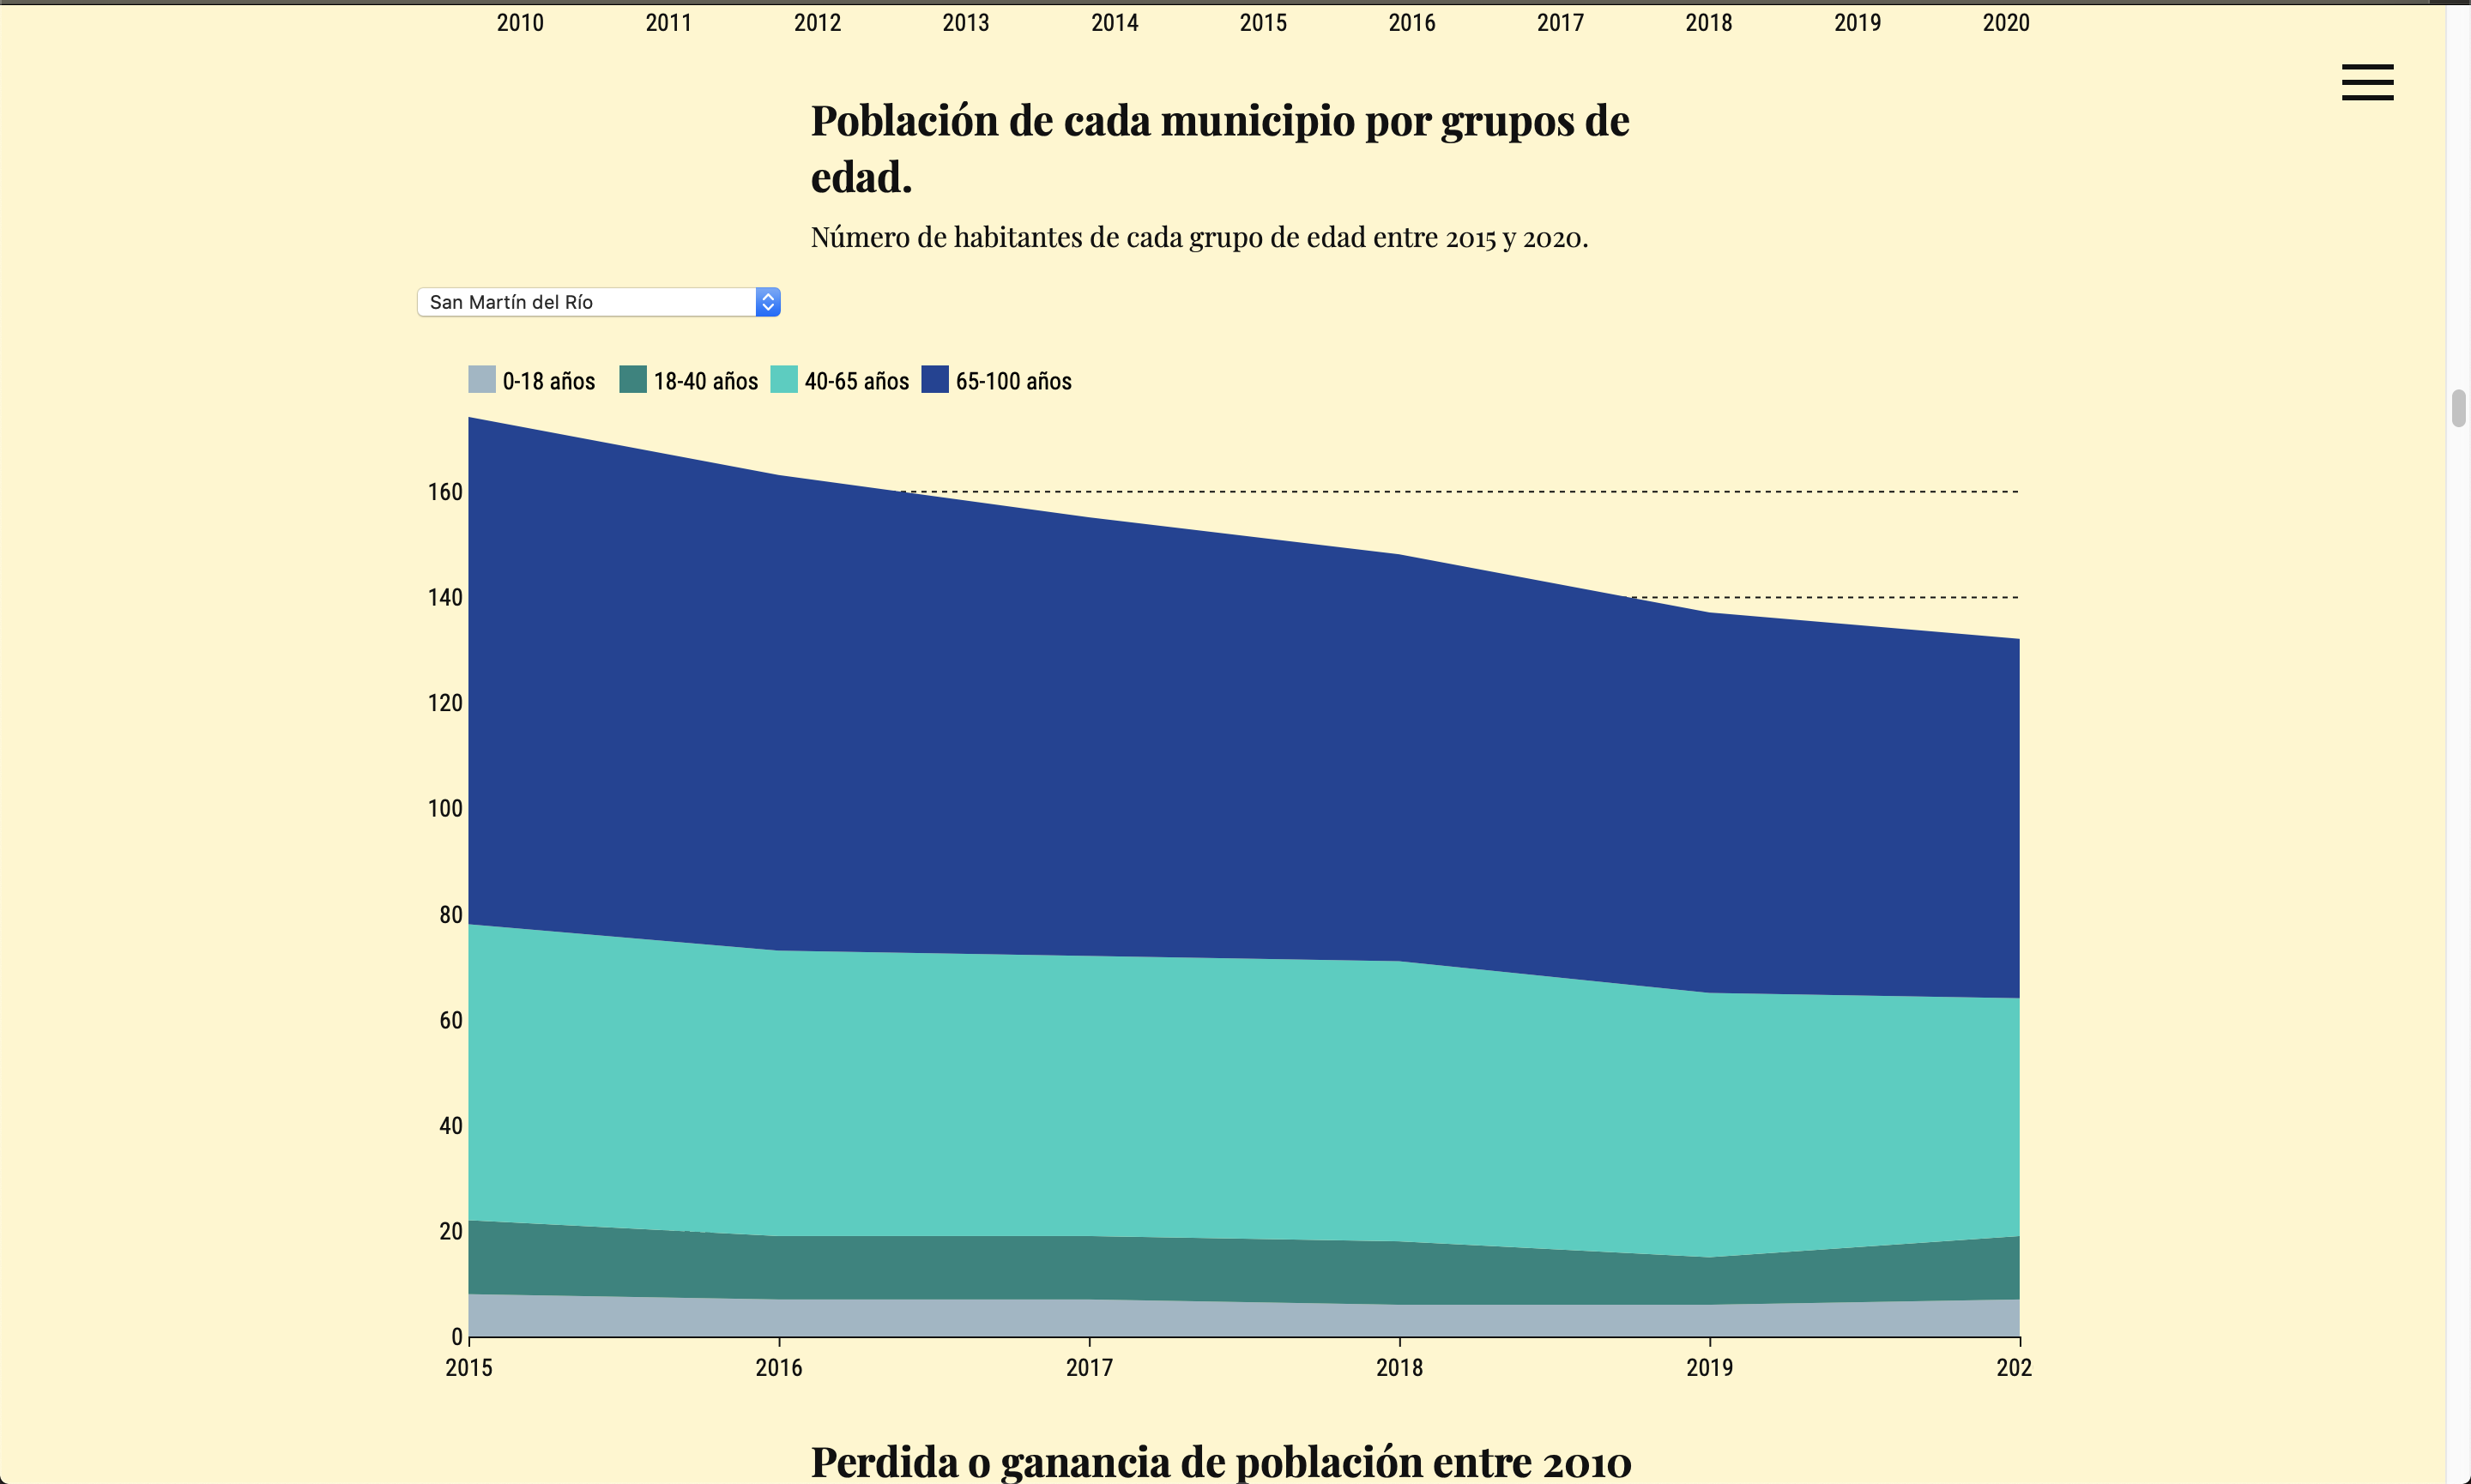 2010 2011 2012 2013 2014 2015 2016 2017 2018 2019 2020
Población de cada municipio por grupos de
edad.
Número de habitantes de cada grupo de edad entre 2015 y 2020.
San Martín del Río
0-18 años 18-40 años 40-65 años 65-100 años
160
140
120
100
80
60
40
20
0
2015 2016 2017 2018 2019 202
Perdida o ganancia de población entre 2010